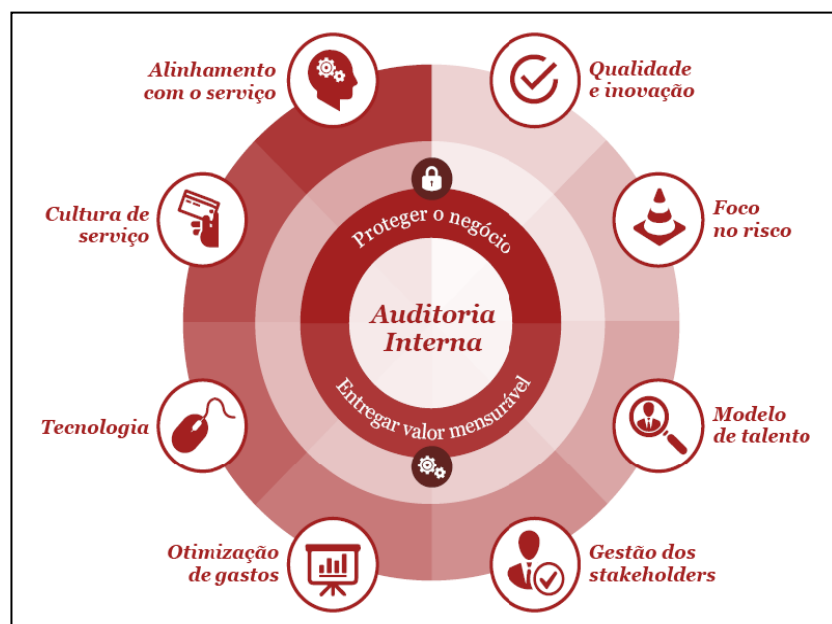 Alinhamento
com o serviço
Qualidade
e inovação
Cultura de
serviço
Foco
no risco
Proteger o negócio
Auditoria
Interna
Entregar valor mensurável
Tecnologia
Modelo
de talento
Otimização
de gastos
Gestão dos
stakeholders